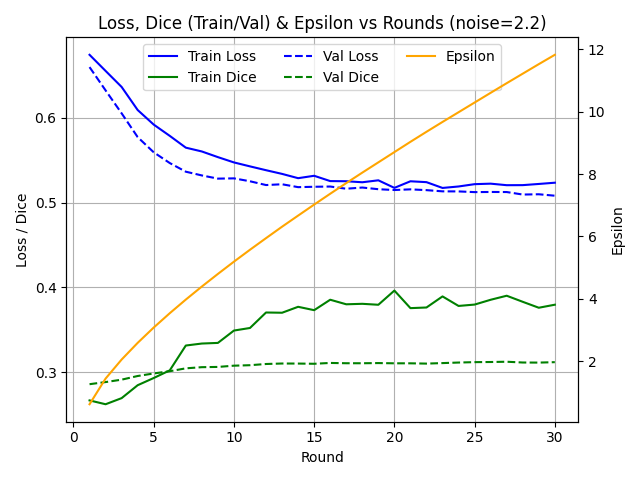 Loss, Dice (Train/Val) & Epsilon vs Rounds (noise=2.2)
Train Loss
Train Dice
Val Loss
Val Dice
Epsilon
Loss / Dice
0.6
0.5
0.4
0.3
12
10
8
6
4
2
Epsilon
0 5 10 15 20 25 30
Round